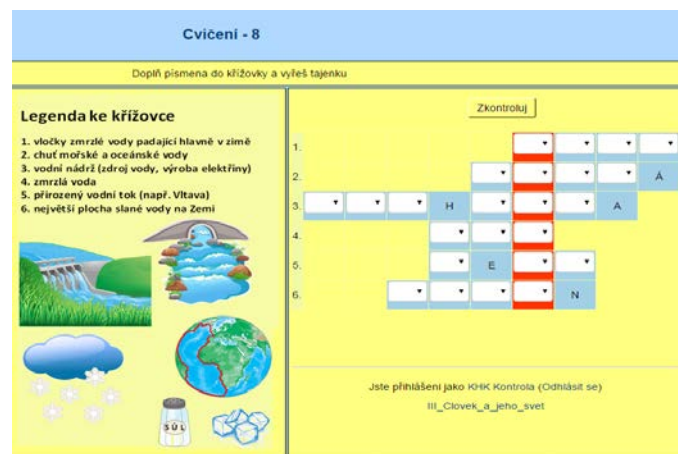 Cvičení - 8
Doplň písmena do křížovky a vyřeš tajenku
Legenda ke křížovce
1. vločky zmrzlé vody padající hlavně v zimě
2. chuť mořské a oceánské vody
3. vodní nádrž (zdroj vody, výroba elektřiny)
4. zmrzlá voda
5. přirozený vodní tok (např. Vltava)
6. největší plocha slané vody na Zemi
SŮL
Zkontroluj
1.
2. Á
3. H A
4.
5. E
6. N
Jste přihlášeni jako KHK Kontrola (Odhlásit se)
III_Clovek_a_jeho_svet